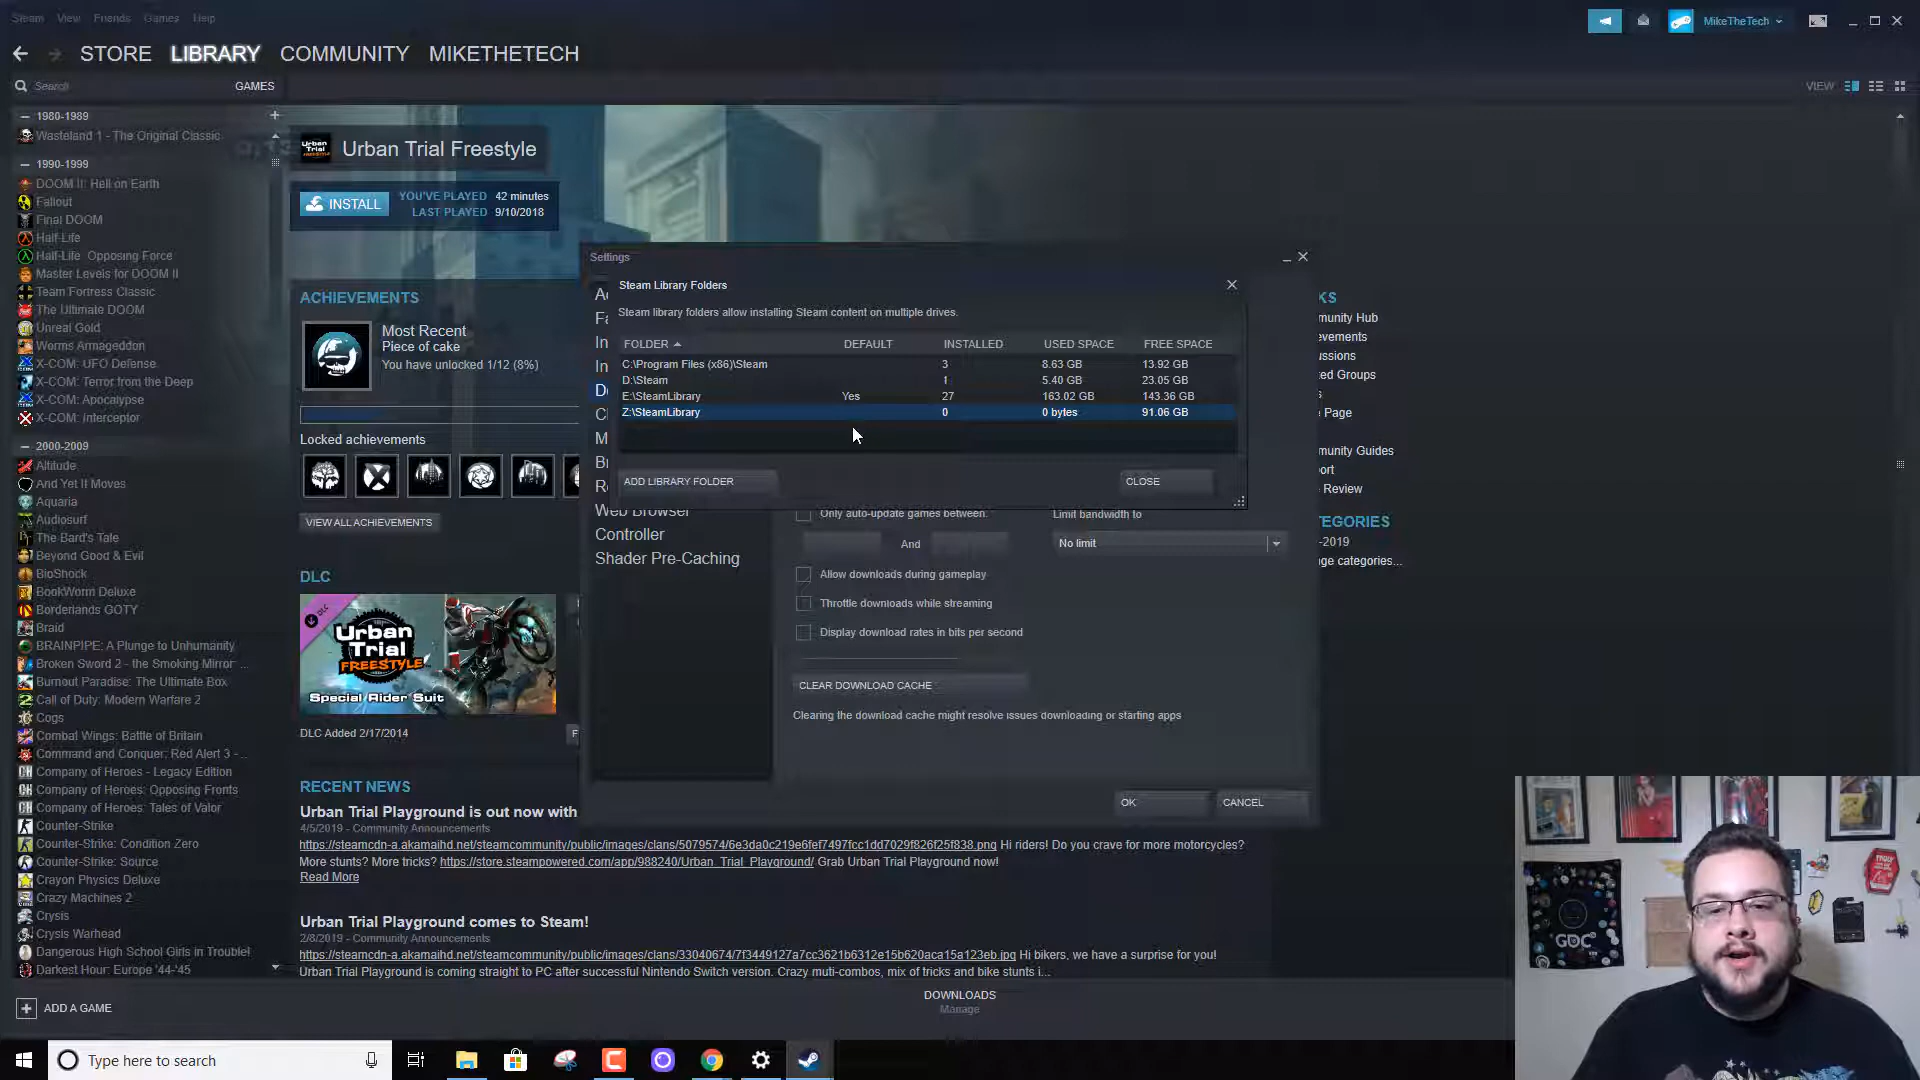 Steam View Friends Games Help
MikeTheTech
STORE LIBRARY COMMUNITY MIKETHETECH
Search
GAMES
VIEW
1980-1989
Wasteland 1 - The Original Classic
1990-1999
DOOM II: Hell on Earth
Fallout
Final DOOM
Half-Life
Half-Life Opposing Force
Master Levels for DOOM II
Team Fortress Classic
The Ultimate DOOM
Unreal Gold
Worms Armageddon
X-COM: UFO Defense
X-COM: Terror from the Deep
X-COM: Apocalypse
X-COM: Interceptor
2000-2009
Altitude
And Yet It Moves
Aquaria
Audiosurf
The Bard's Tale
Beyond Good & Evil
BioShock
BookWorm Deluxe
Borderlands GOTY
Braid
BRAINPIPE: A Plunge to Unhumanity
Broken Sword 2 - the Smoking Mirror ...
Burnout Paradise: The Ultimate Box
Call of Duty: Modern Warfare 2
Cogs
Combat Wings: Battle of Britain
Command and Conquer: Red Alert 3 - ...
Company of Heroes - Legacy Edition
Company of Heroes: Opposing Fronts
Company of Heroes: Tales of Valor
Counter-Strike
Counter-Strike: Condition Zero
Counter-Strike: Source
Crayon Physics Deluxe
Crazy Machines 2
Crysis
Crysis Warhead
Dangerous High School Girls in Trouble!
Darkest Hour: Europe '44-'45
ADD A GAME
Urban Trial Freestyle
INSTALL
YOU'VE PLAYED 42 minutes
LAST PLAYED 9/10/2018
ACHIEVEMENTS
Most Recent
Piece of cake
You have unlocked 1/12 (8%)
Locked achievements
VIEW ALL ACHIEVEMENTS
DLC
DLC
Urban Trial
FREESTYLE
Special Rider Suit
DLC Added 2/17/2014
F
RECENT NEWS
Urban Trial Playground is out now with
4/5/2019 - Community Announcements
https://steamcdn-a.akamaihd.net/steamcommunity/public/images/clans/5079574/6e3da0c219e6fef7497fcc1dd7029f826f25f838.png Hi riders! Do you crave for more motorcycles?
More stunts? More tricks? https://store.steampowered.com/app/988240/Urban_Trial_Playground/ Grab Urban Trial Playground now!
Read More
Urban Trial Playground comes to Steam!
2/8/2019 - Community Announcements
https://steamcdn-a.akamaihd.net/steamcommunity/public/images/clans/33040674/7f3449127a7cc3621b6312e15b620aca15a123eb.jpg Hi bikers, we have a surprise for you!
Urban Trial Playground is coming straight to PC after successful Nintendo Switch version. Crazy muti-combos, mix of tricks and bike stunts i...
DOWNLOADS
Manage
Settings
Steam Library Folders
Steam library folders allow installing Steam content on multiple drives.
FOLDER DEFAULT INSTALLED USED SPACE FREE SPACE
C:\Program Files (x86)\Steam 3 8.63 GB 13.92 GB
D:\Steam 1 5.40 GB 23.05 GB
E:\SteamLibrary Yes 27 163.02 GB 143.36 GB
Z:\SteamLibrary 0 0 bytes 91.06 GB
ADD LIBRARY FOLDER
CLOSE
Web Browser
Controller
Shader Pre-Caching
Only auto-update games between:
And
Limit bandwidth to
No limit
Allow downloads during gameplay
Throttle downloads while streaming
Display download rates in bits per second
CLEAR DOWNLOAD CACHE
Clearing the download cache might resolve issues downloading or starting apps
OK
CANCEL
KS
munity Hub
evements
ussions
ted Groups
e Page
munity Guides
port
e Review
TEGORIES
-2019
nge categories...
GDC
Type here to search